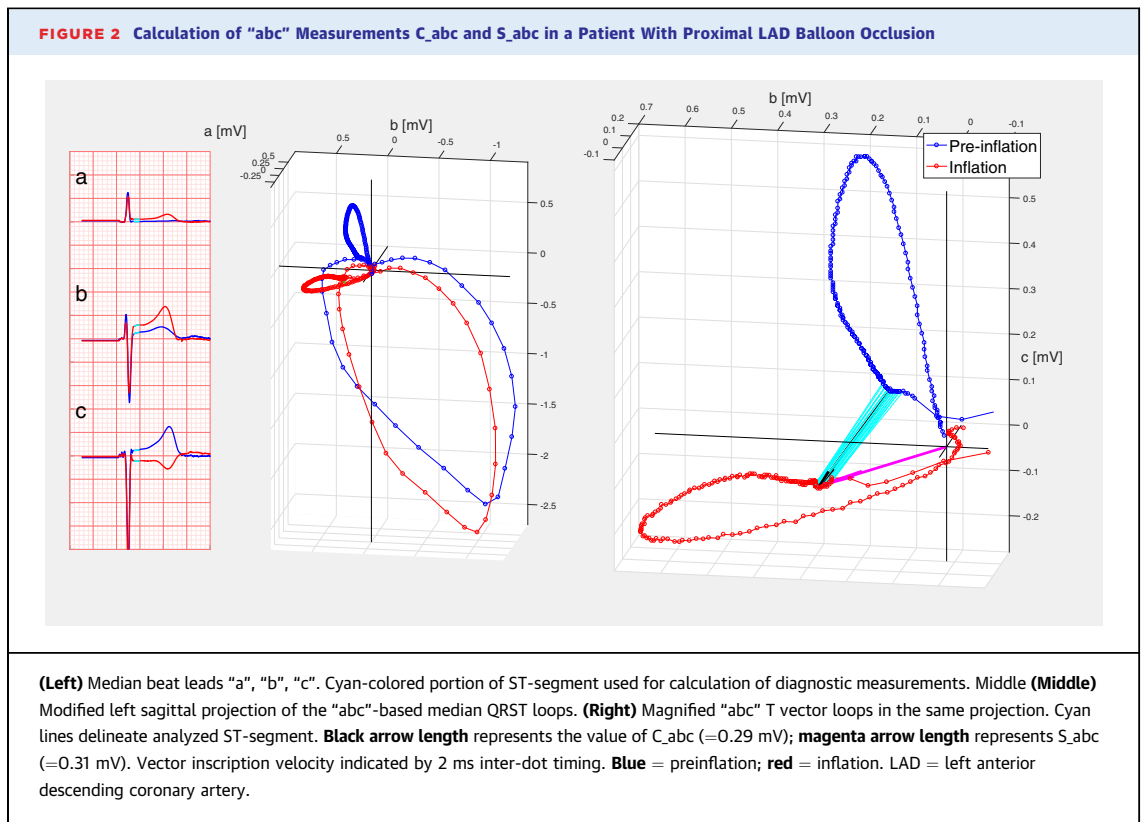 FIGURE 2 Calculation of “abc” Measurements C_abc and S_abc in a Patient With Proximal LAD Balloon Occlusion
a
b
c
a [mV]
b [mV]
0.5
0.25
0
-0.25
0.5
0
-0.5
-1
0.5
0
-0.5
-1
-1.5
-2
-2.5
b [mV]
0.2
0.1
0
-0.1
0.7
0.6
0.5
0.4
0.3
0.2
0.1
0
-0.1
Pre-inflation
Inflation
0.5
0.4
0.3
0.2
0.1
c [mV]
0
-0.1
-0.2
(Left) Median beat leads “a”, “b”, “c”. Cyan-colored portion of ST-segment used for calculation of diagnostic measurements. Middle (Middle)
Modified left sagittal projection of the “abc”-based median QRST loops. (Right) Magnified “abc” T vector loops in the same projection. Cyan
lines delineate analyzed ST-segment. Black arrow length represents the value of C_abc (=0.29 mV); magenta arrow length represents S_abc
(=0.31 mV). Vector inscription velocity indicated by 2 ms inter-dot timing. Blue = preinflation; red = inflation. LAD = left anterior
descending coronary artery.